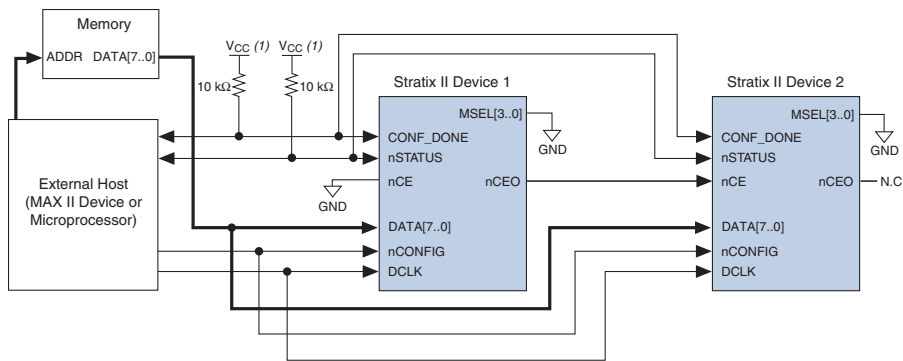 Memory
ADDR DATA[7..0]
VCC (1) VCC (1)
10 kΩ 10 kΩ
Stratix II Device 1
Stratix II Device 2
MSEL[3..0]
MSEL[3..0]
GND
GND
CONF_DONE
CONF_DONE
nSTATUS
nSTATUS
External Host
(MAX II Device or
Microprocessor)
nCE nCEO
nCE nCEO N.C
GND
DATA[7..0]
DATA[7..0]
nCONFIG
nCONFIG
DCLK
DCLK